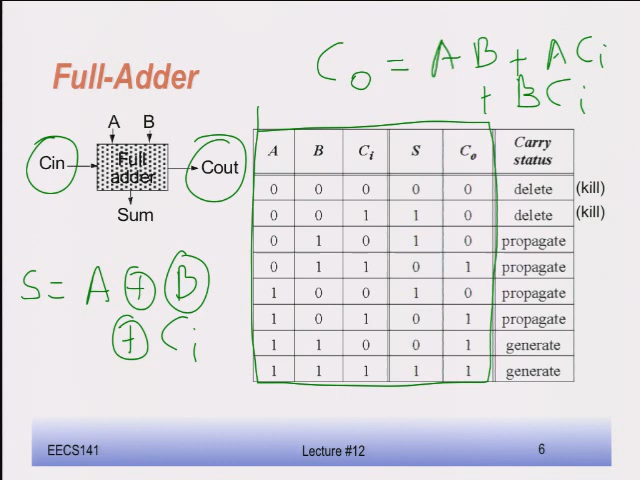 Full-Adder
C₀ = AB + ACᵢ
+ BCᵢ
A B
Cin Full adder Cout
Sum
S = A ⊕ B
⊕ Cᵢ
A B Cᵢ S Cₒ Carry status
0 0 0 0 0 delete (kill)
0 0 1 1 0 delete (kill)
0 1 0 1 0 propagate
0 1 1 0 1 propagate
1 0 0 1 0 propagate
1 0 1 0 1 propagate
1 1 0 0 1 generate
1 1 1 1 1 generate
EECS141 Lecture #12 6